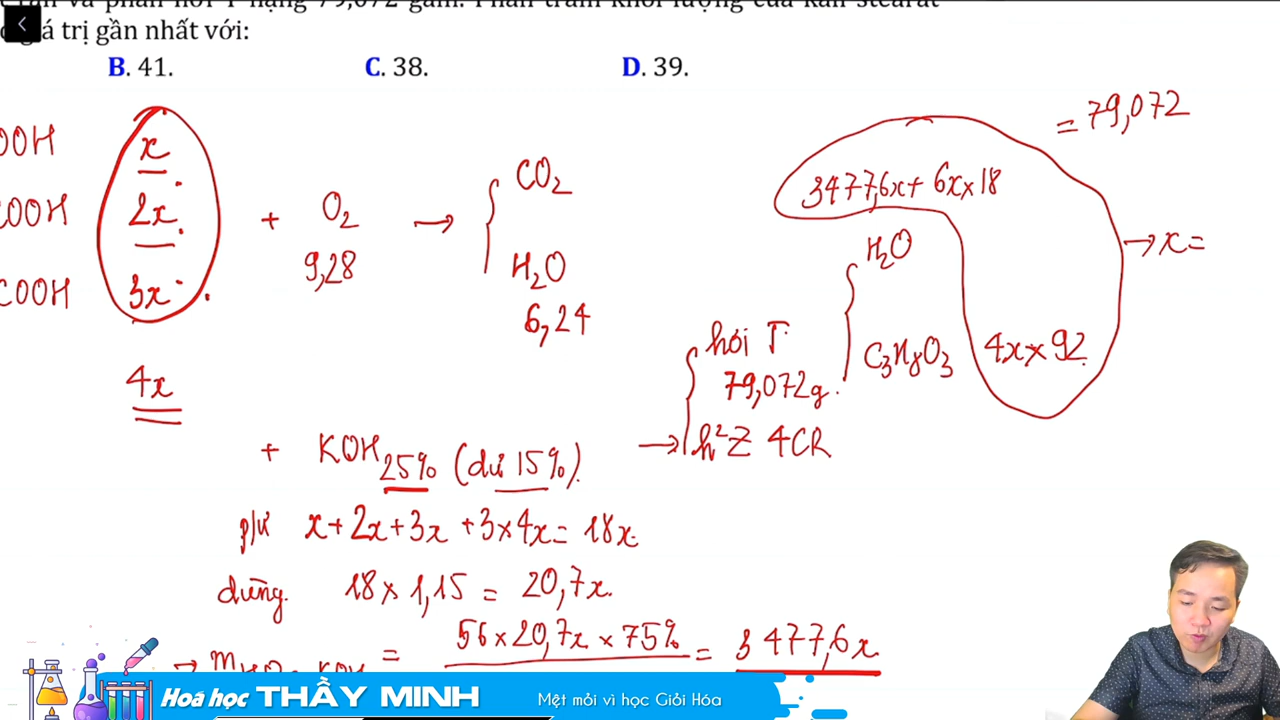 giá trị gần nhất với:
B. 41. C. 38. D. 39.
= 79,072
OOH x
COOH 2x + O₂ → CO₂
9,28 H₂O
COOH 3x 6,24
3477,6x + 6x×18
H₂O → x =
C₃H₈O₃ 4x × 92
hơi T
79,072g
4x
+ KOH 25% (dư 15%) → h² Z 4CR
p/ư x + 2x + 3x + 3×4x = 18x
dùng 18 × 1,15 = 20,7x
= 56 × 20,7x × 75% = 3477,6x
Hoá học THẦY MINH Mệt mỏi vì học Giỏi Hóa